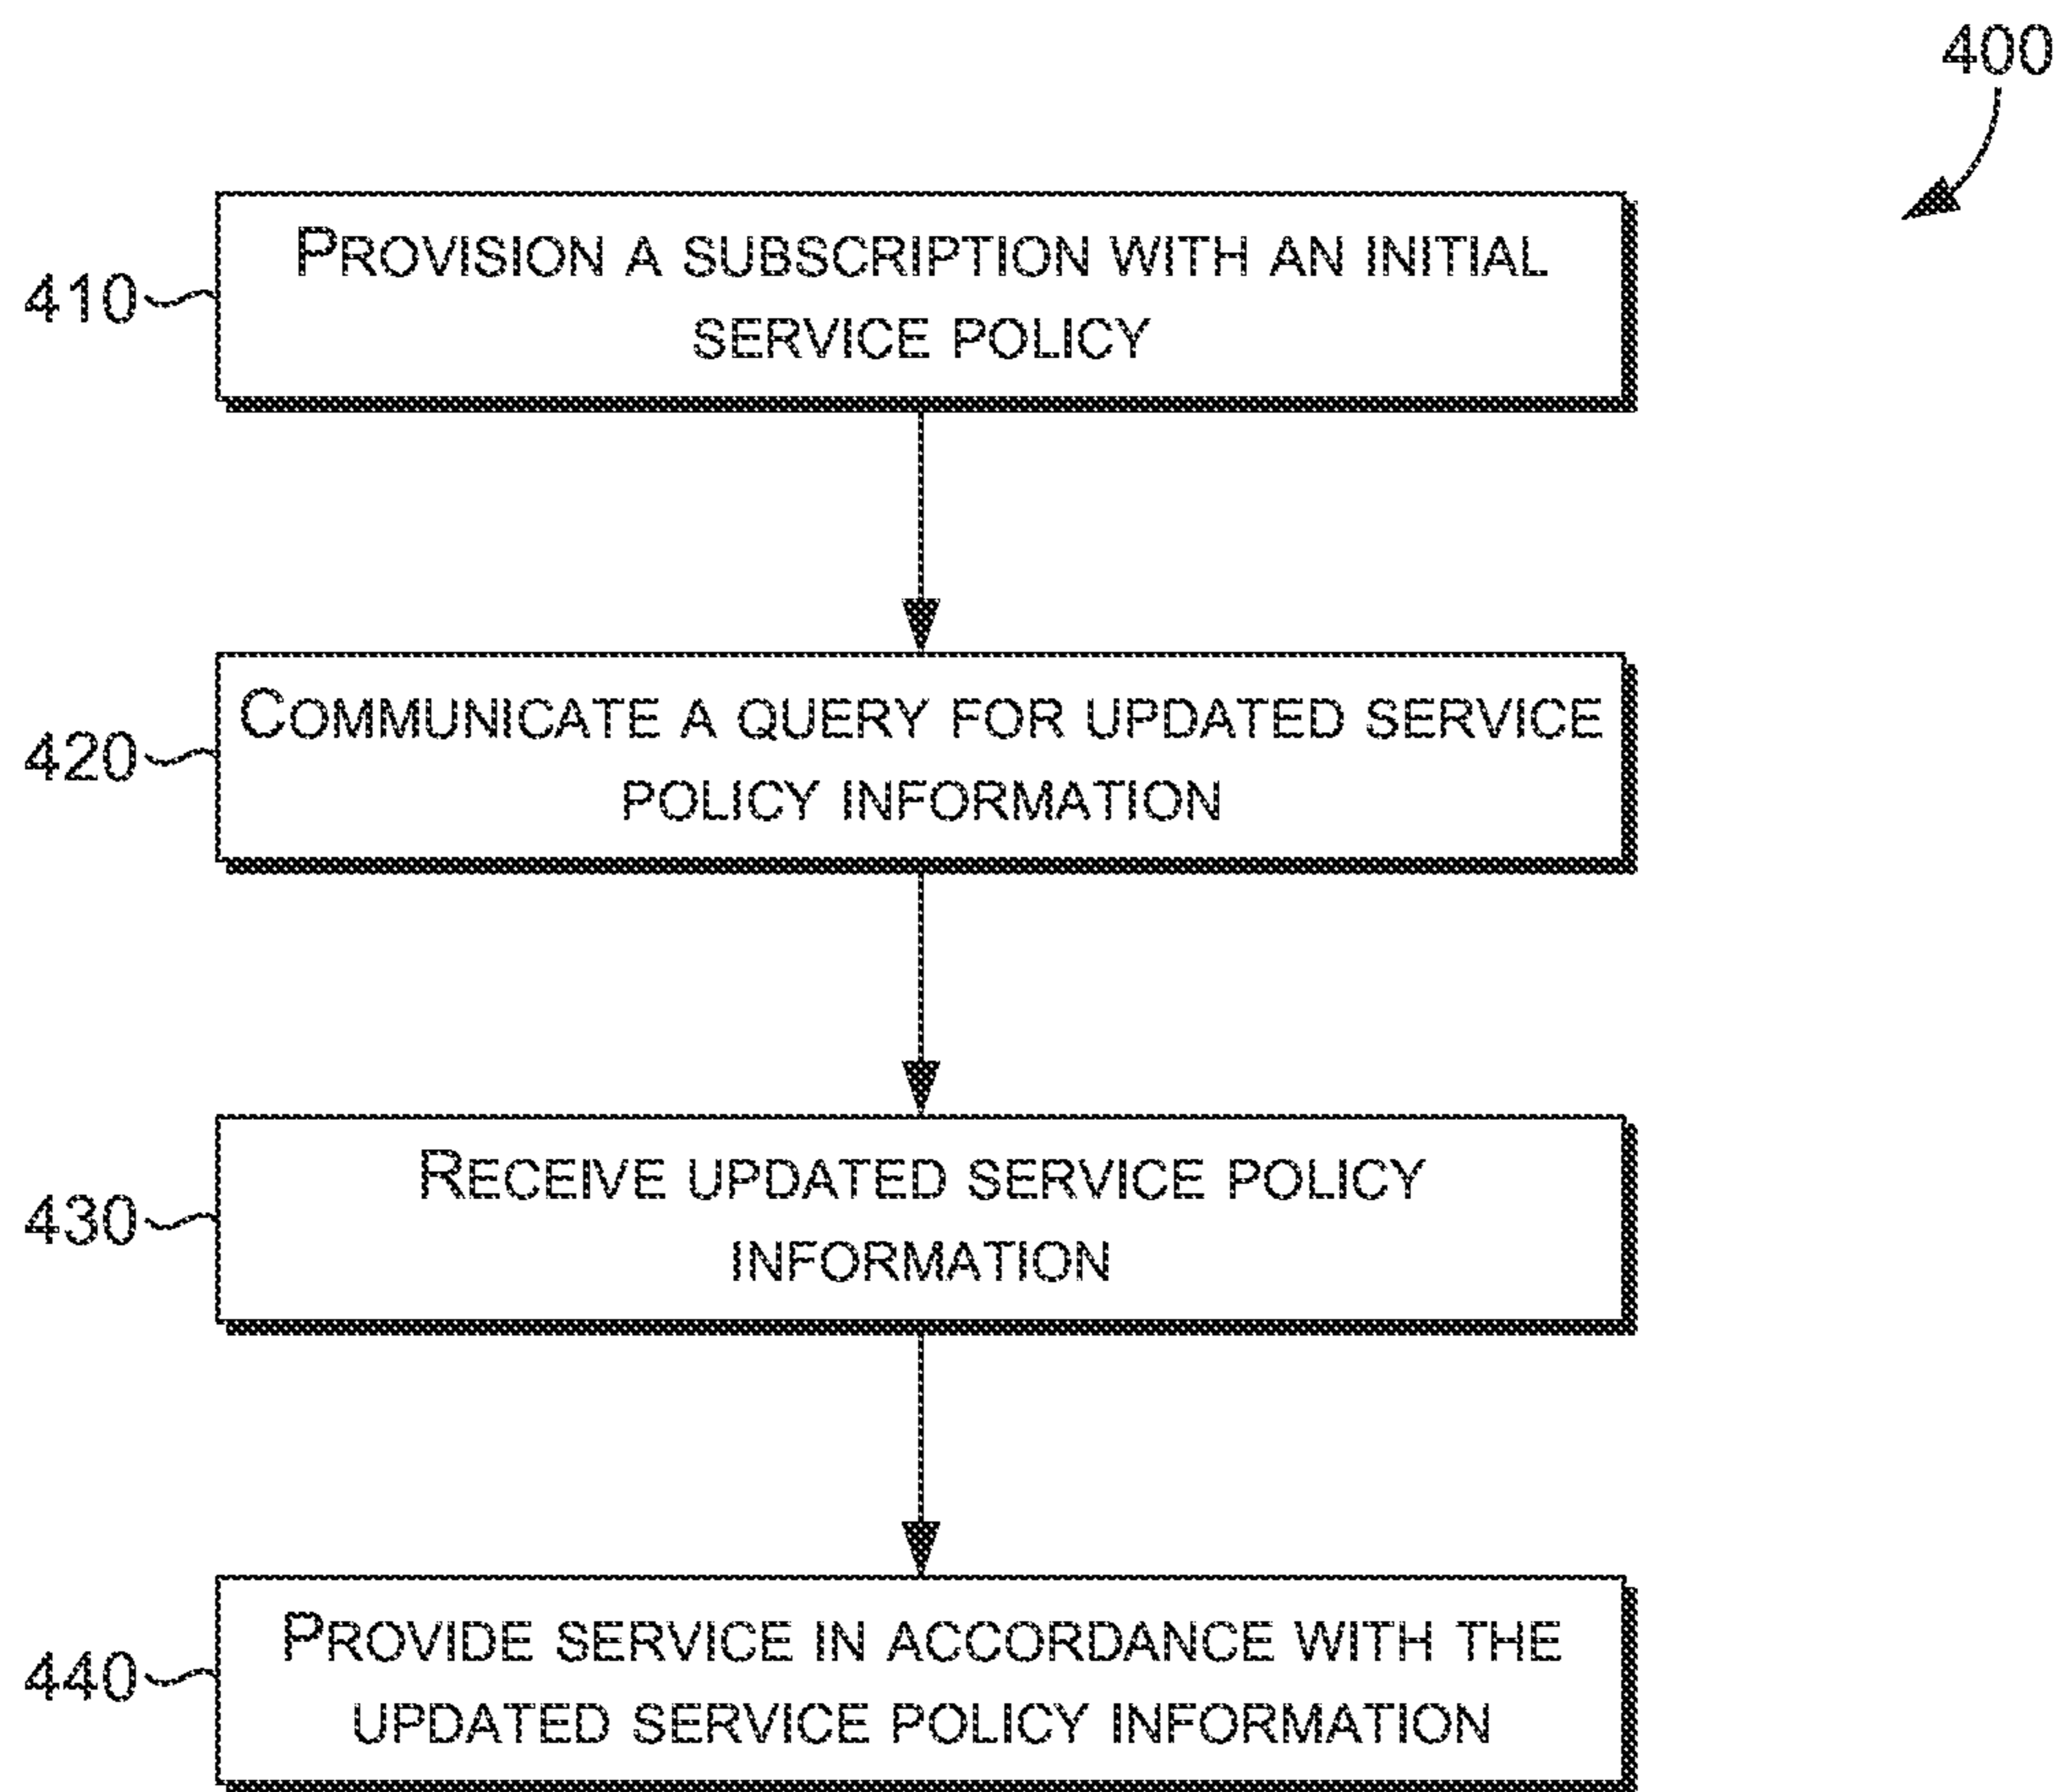 400
410
PROVISION A SUBSCRIPTION WITH AN INITIAL
SERVICE POLICY
420
COMMUNICATE A QUERY FOR UPDATED SERVICE
POLICY INFORMATION
430
RECEIVE UPDATED SERVICE POLICY
INFORMATION
440
PROVIDE SERVICE IN ACCORDANCE WITH THE
UPDATED SERVICE POLICY INFORMATION